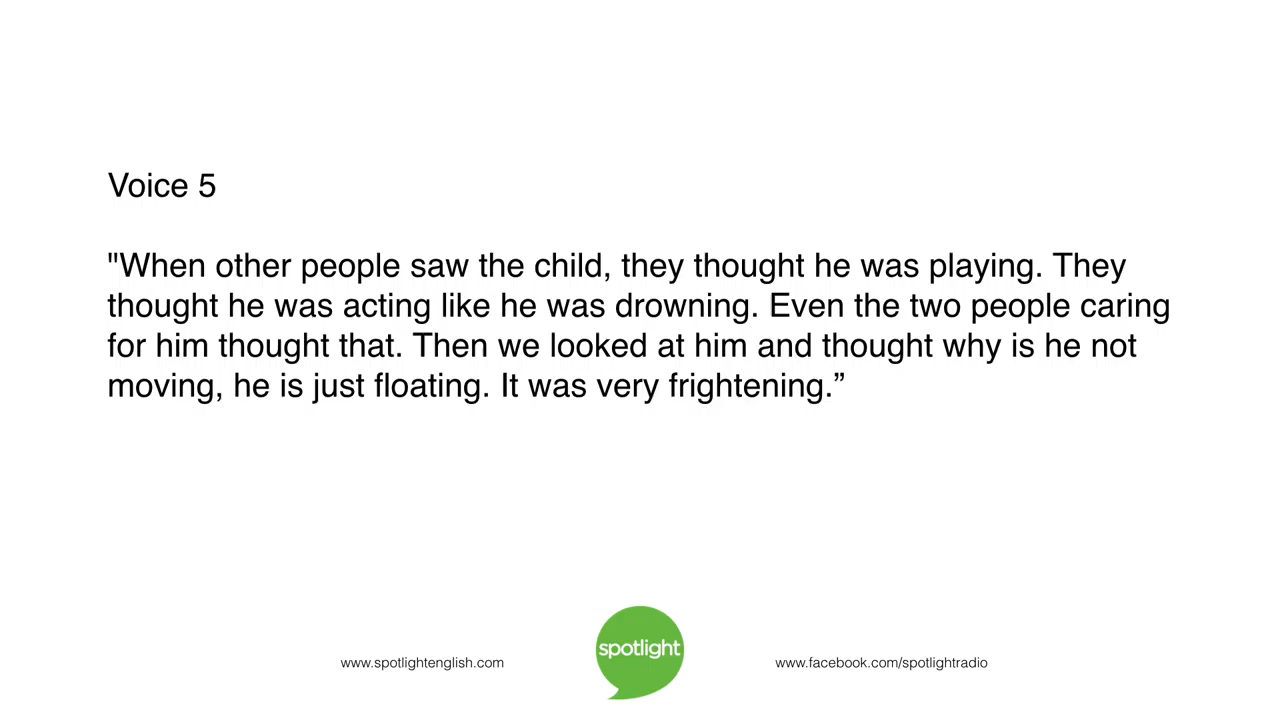 Voice 5
"When other people saw the child, they thought he was playing. They
thought he was acting like he was drowning. Even the two people caring
for him thought that. Then we looked at him and thought why is he not
moving, he is just floating. It was very frightening.”
www.spotlightenglish.com
spotlight
www.facebook.com/spotlightradio